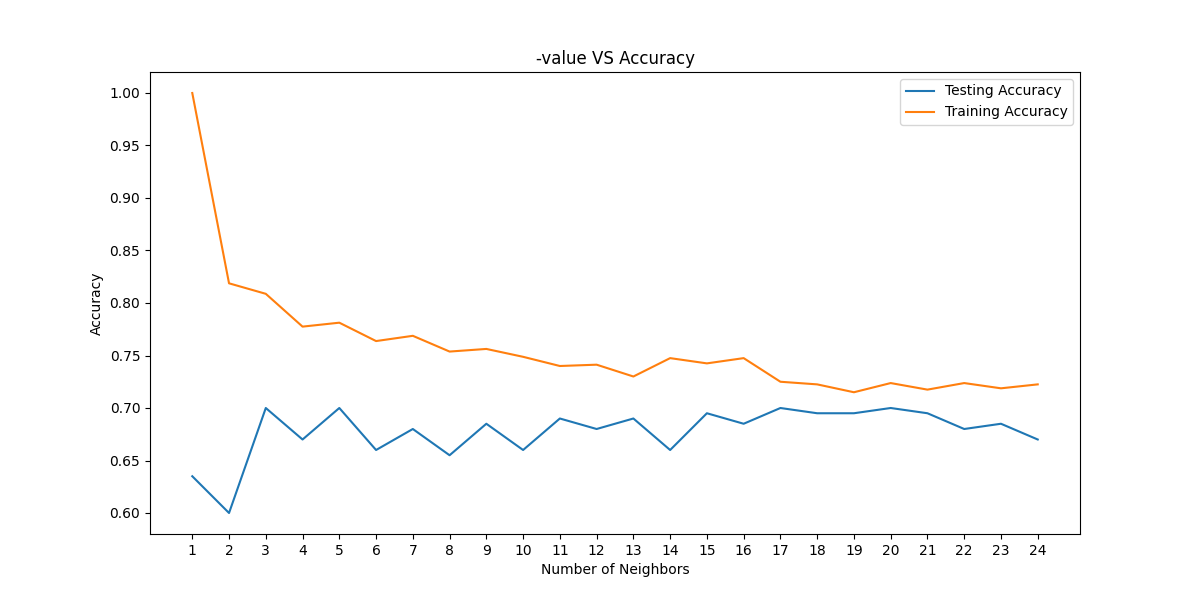 -value VS Accuracy
Testing Accuracy
Training Accuracy
1.00
0.95
0.90
0.85
0.80
0.75
0.70
0.65
0.60
Accuracy
1 2 3 4 5 6 7 8 9 10 11 12 13 14 15 16 17 18 19 20 21 22 23 24
Number of Neighbors